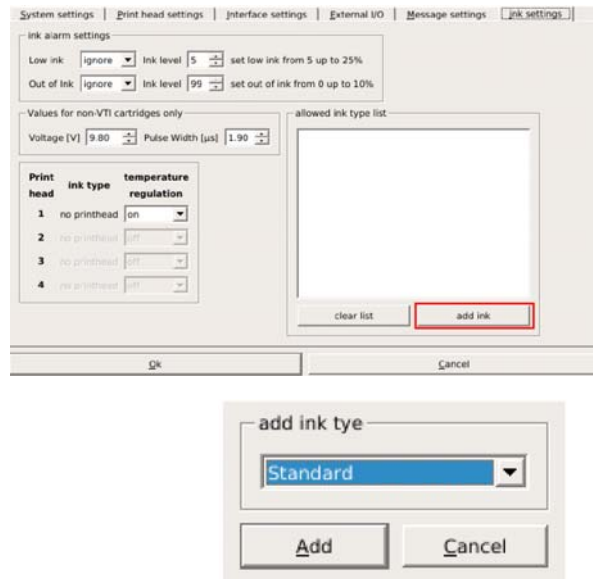 System settings | Print head settings | Interface settings | External I/O | Message settings | Ink settings
ink alarm settings
Low ink ignore Ink level 5 set low ink from 5 up to 25%
Out of Ink ignore Ink level 99 set out of ink from 0 up to 10%
Values for non-VTI cartridges only
Voltage [V] 9.80 Pulse Width [µs] 1.90
allowed ink type list
Print head ink type temperature regulation
1 no printhead on
2 no printhead off
3 no printhead off
4 no printhead off
clear list add ink
Ok Cancel
add ink tye
Standard
Add Cancel